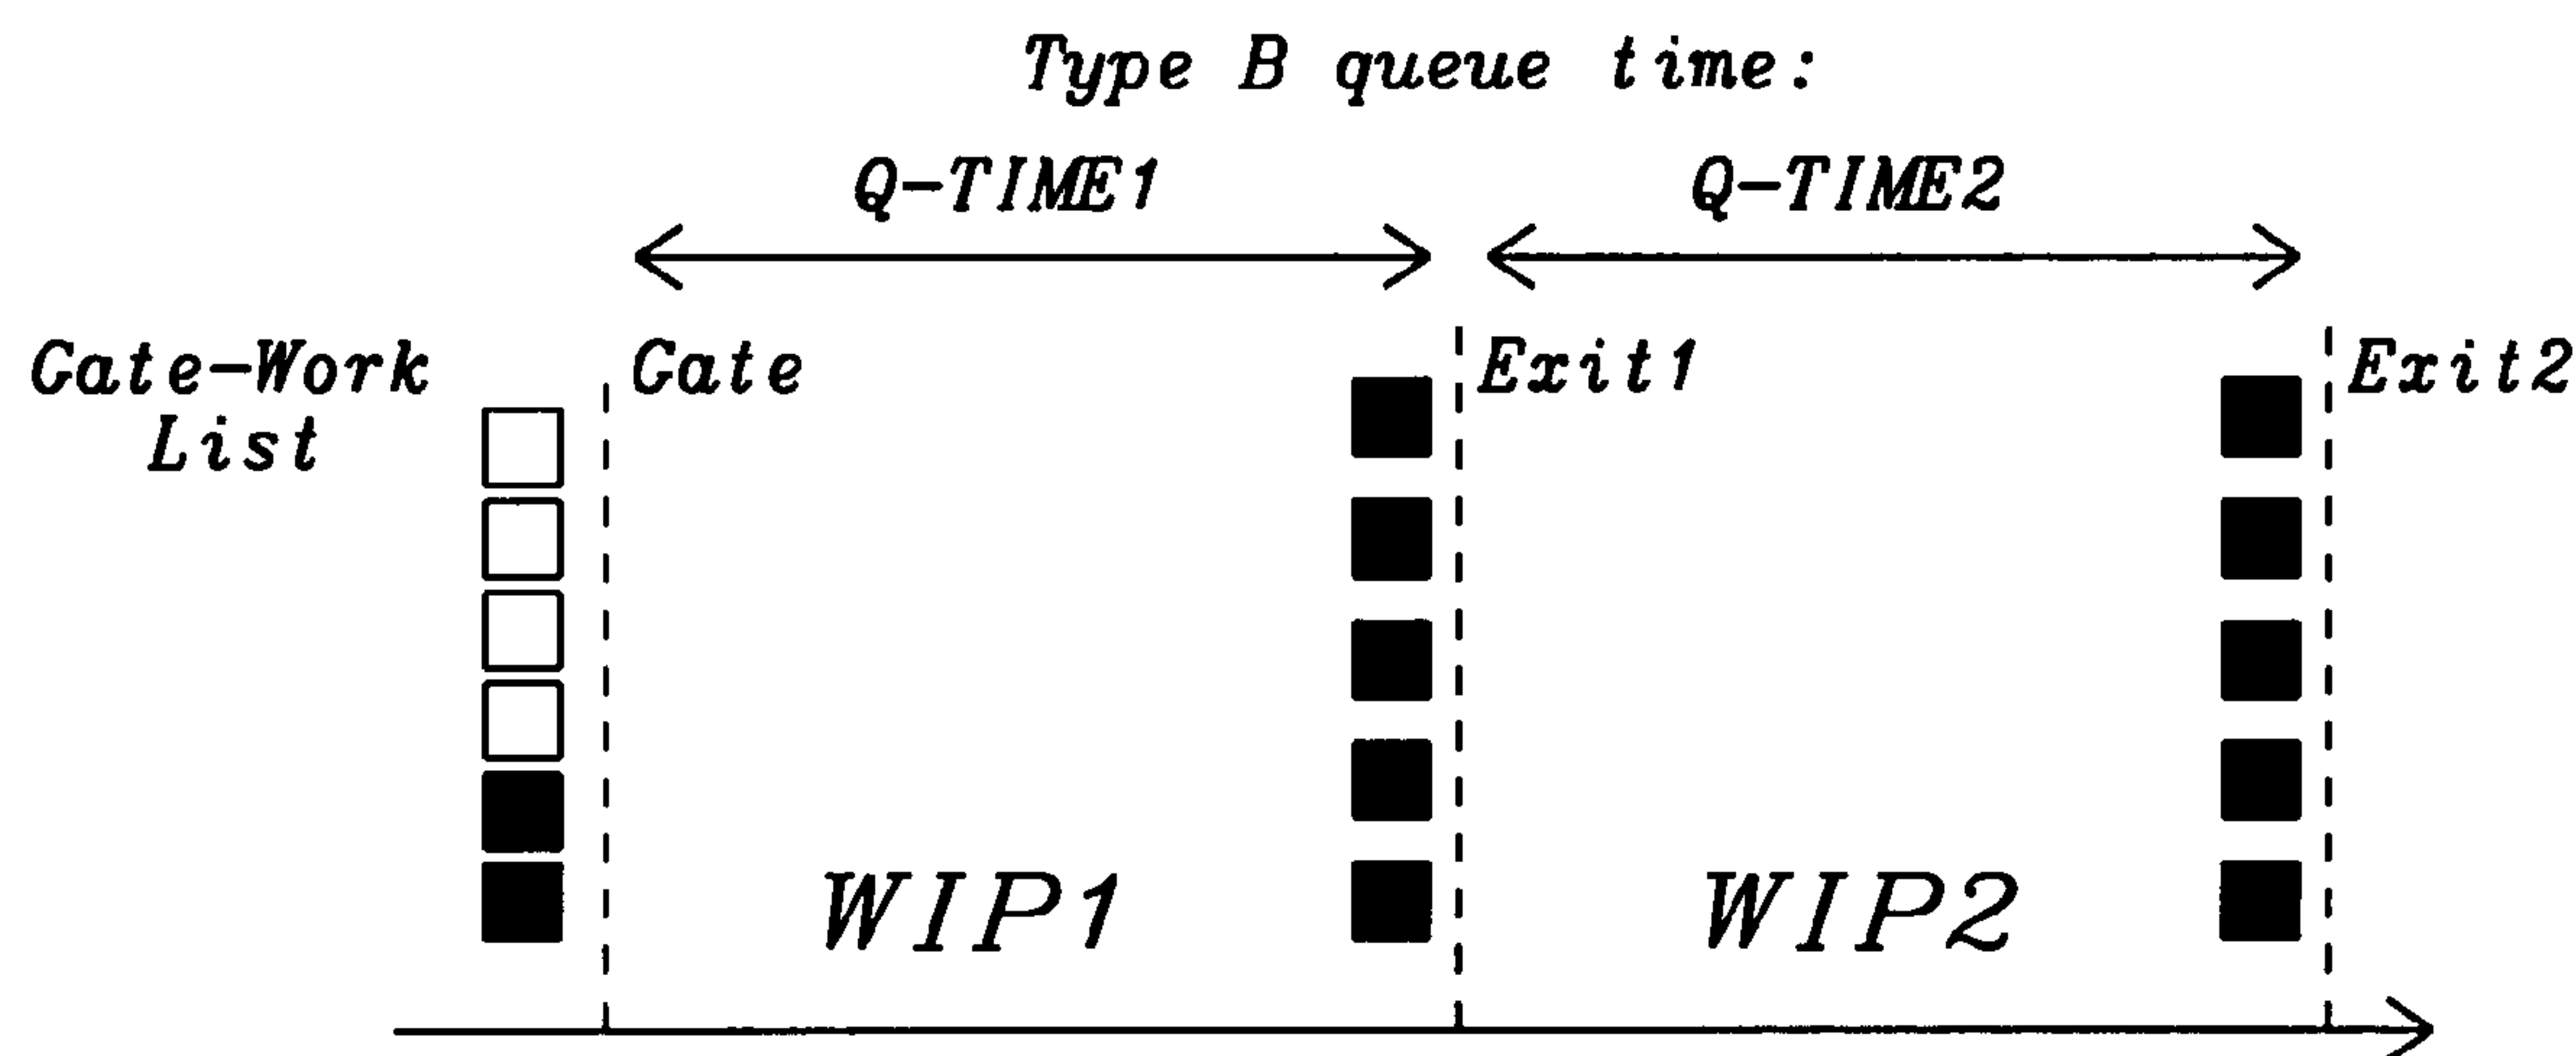 Type B queue time:
Q-TIME1
Q-TIME2
Gate-Work
List
Gate
Exit1
Exit2
WIP1
WIP2